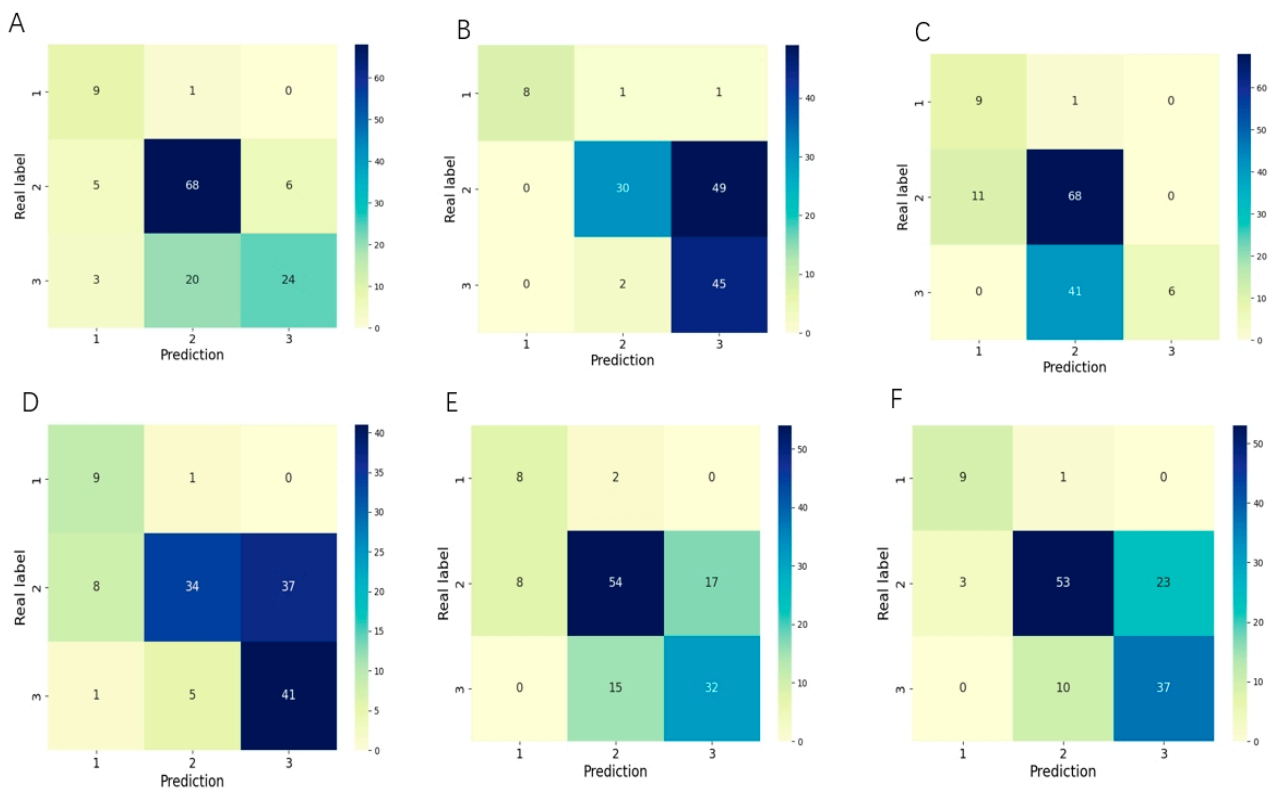 A
Real label
1
2
3
9 1 0
5 68 6
3 20 24
1 2 3
Prediction
60
50
40
30
20
10
0
B
Real label
1
2
3
8 1 1
0 30 49
0 2 45
1 2 3
Prediction
40
30
20
10
0
C
Real label
1
2
3
9 1 0
11 68 0
0 41 6
1 2 3
Prediction
60
50
40
30
20
10
0
D
Real label
1
2
3
9 1 0
8 34 37
1 5 41
1 2 3
Prediction
40
35
30
25
20
15
10
5
0
E
Real label
1
2
3
8 2 0
8 54 17
0 15 32
1 2 3
Prediction
50
40
30
20
10
0
F
Real label
1
2
3
9 1 0
3 53 23
0 10 37
1 2 3
Prediction
50
40
30
20
10
0